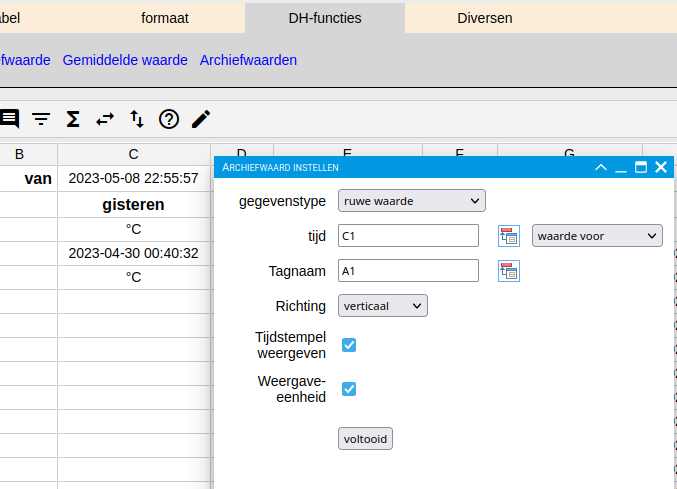 abel formaat DH-functies Diversen
efwaarde Gemiddelde waarde Archiefwaarden
B C D E F G
van 2023-05-08 22:55:57
gisteren
°C
2023-04-30 00:40:32
°C
Archiefwaard instellen
gegevenstype ruwe waarde
tijd C1 waarde voor
Tagnaam A1
Richting verticaal
Tijdstempel
weergeven
Weergave-
eenheid
voltooid